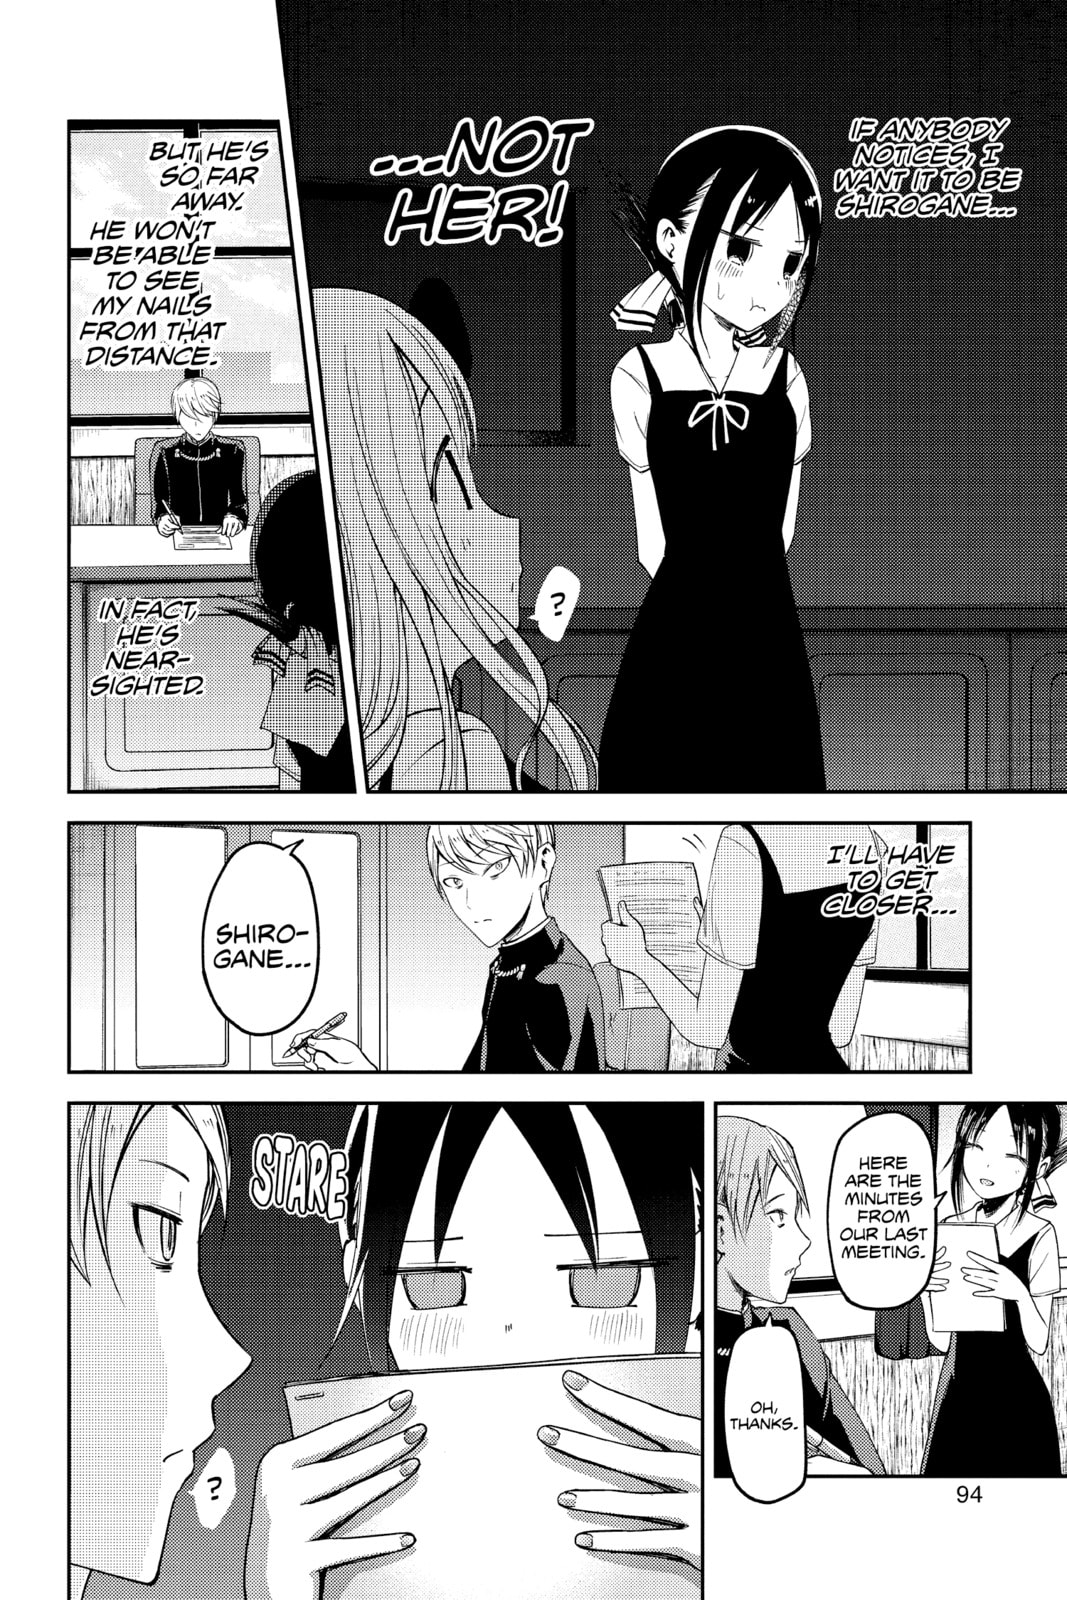 IF ANYBODY
NOTICES, I
WANT IT TO BE
SHIROGANE...
...NOT
HER!
?
BUT HE'S
SO FAR
AWAY.
HE WON'T
BE ABLE
TO SEE
MY NAILS
FROM THAT
DISTANCE.
IN FACT,
HE'S
NEAR-
SIGHTED.
I'LL HAVE
TO GET
CLOSER...
SHIRO-
GANE...
HERE
ARE THE
MINUTES
FROM
OUR LAST
MEETING.
OH,
THANKS.
STARE
?
94